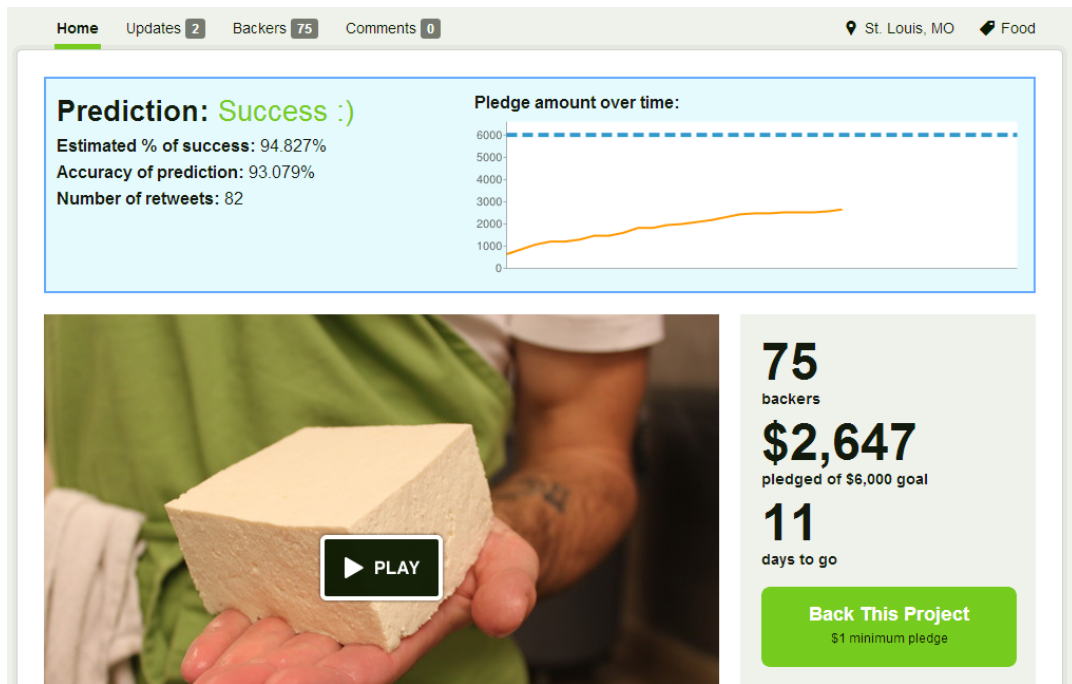 Home Updates 2 Backers 75 Comments 0 St. Louis, MO Food
Prediction: Success :)
Estimated % of success: 94.827%
Accuracy of prediction: 93.079%
Number of retweets: 82
Pledge amount over time:
6000
5000
4000
3000
2000
1000
0
PLAY
75
backers
$2,647
pledged of $6,000 goal
11
days to go
Back This Project
$1 minimum pledge